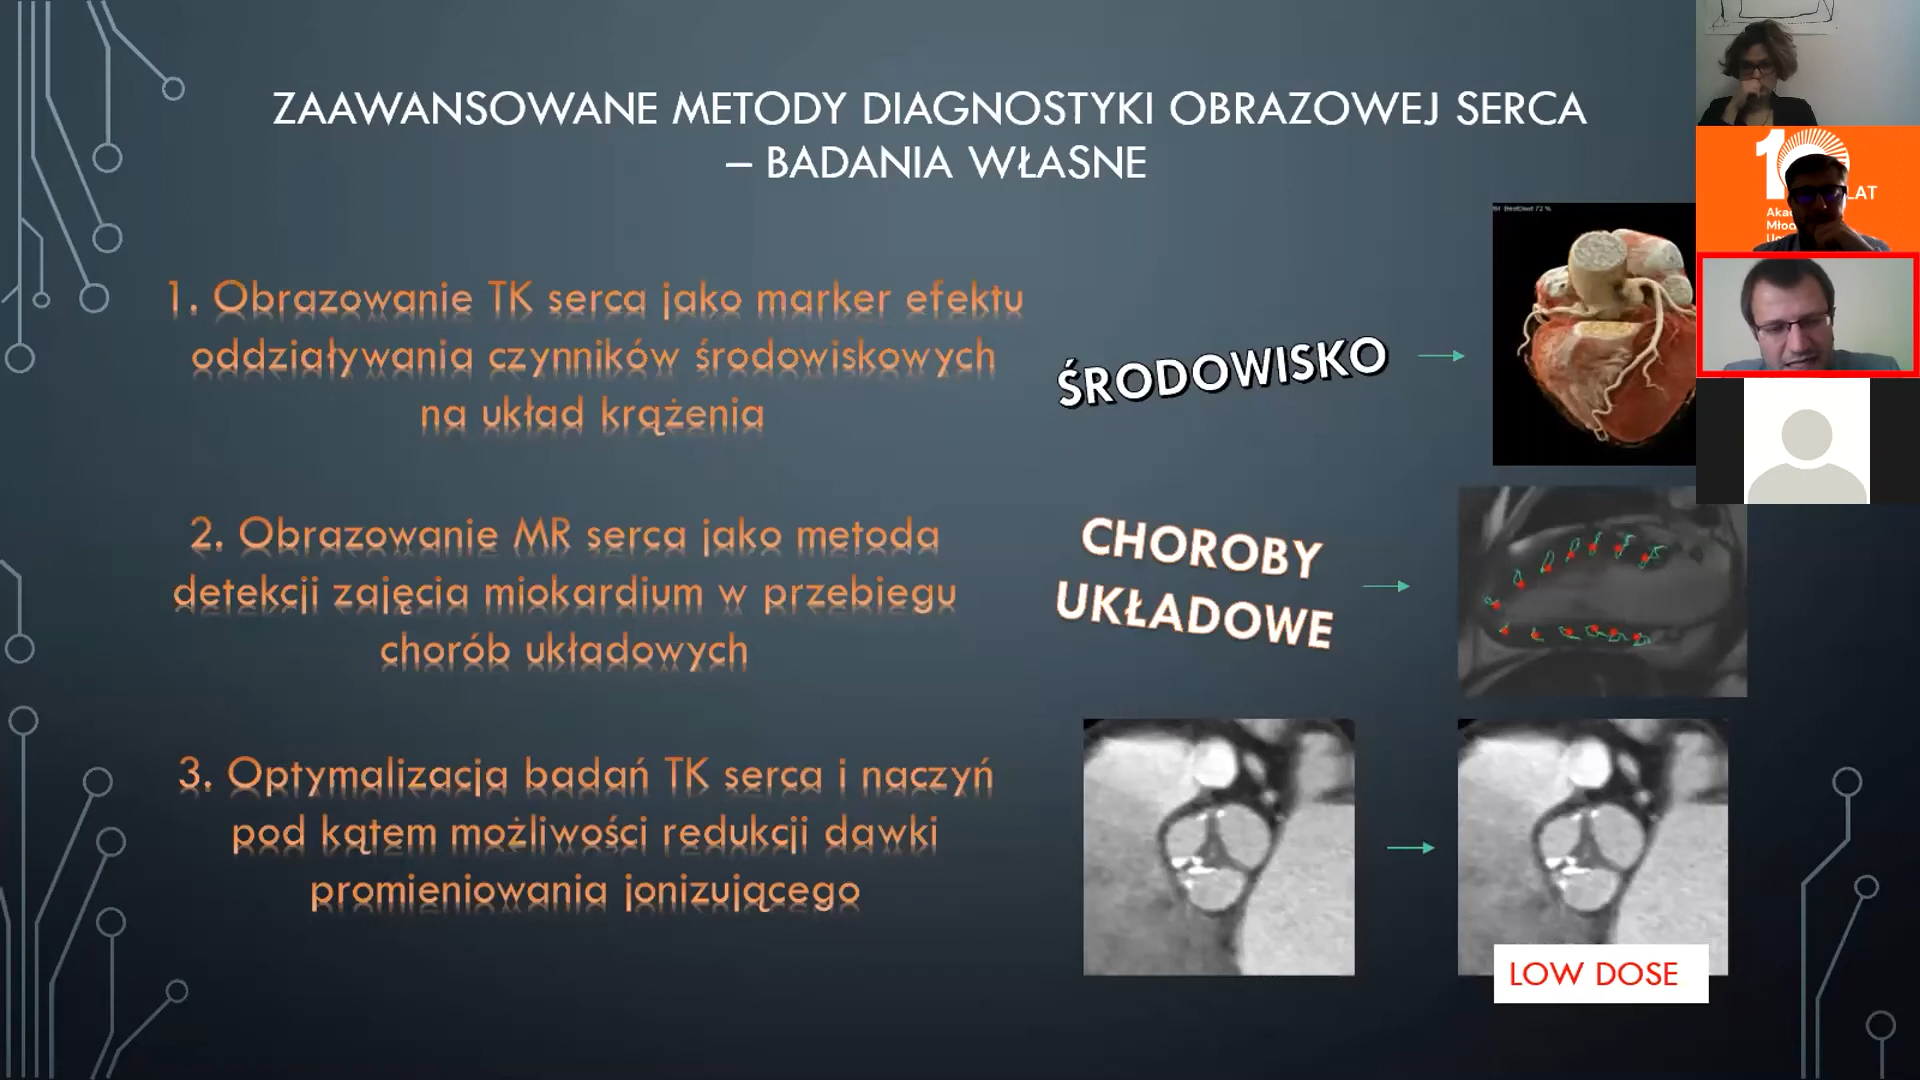 ZAAWANSOWANE METODY DIAGNOSTYKI OBRAZOWEJ SERCA
– BADANIA WŁASNE
1. Obrazowanie TK serca jako marker efektu
oddziaływania czynników środowiskowych
na układ krążenia
ŚRODOWISKO
2. Obrazowanie MR serca jako metoda
detekcji zajęcia miokardium w przebiegu
chorób układowych
CHOROBY
UKŁADOWE
3. Optymalizacja badań TK serca i naczyń
pod kątem możliwości redukcji dawki
promieniowania jonizującego
LOW DOSE
LAT